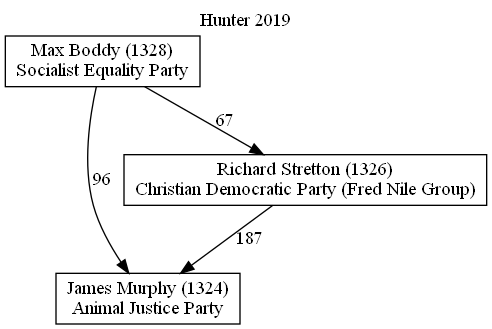 Hunter 2019
Max Boddy (1328)
Socialist Equality Party
67
Richard Stretton (1326)
Christian Democratic Party (Fred Nile Group)
96
187
James Murphy (1324)
Animal Justice Party